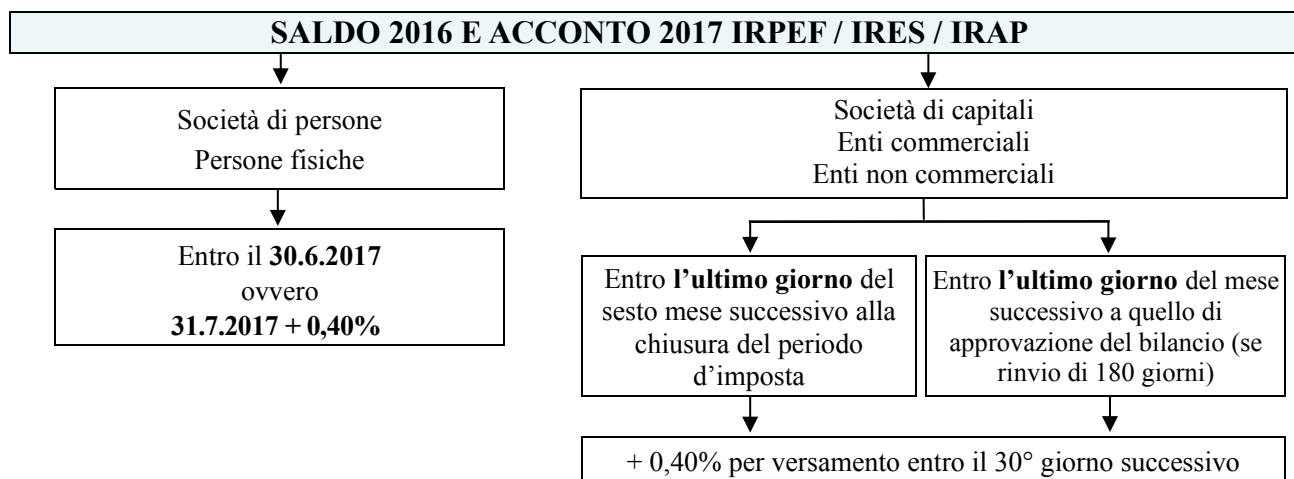 SALDO 2016 E ACCONTO 2017 IRPEF / IRES / IRAP
Società di persone
Persone fisiche
Entro il 30.6.2017
ovvero
31.7.2017 + 0,40%
Società di capitali
Enti commerciali
Enti non commerciali
Entro l’ultimo giorno del
sesto mese successivo alla
chiusura del periodo
d’imposta
Entro l’ultimo giorno del mese
successivo a quello di
approvazione del bilancio (se
rinvio di 180 giorni)
+ 0,40% per versamento entro il 30° giorno successivo